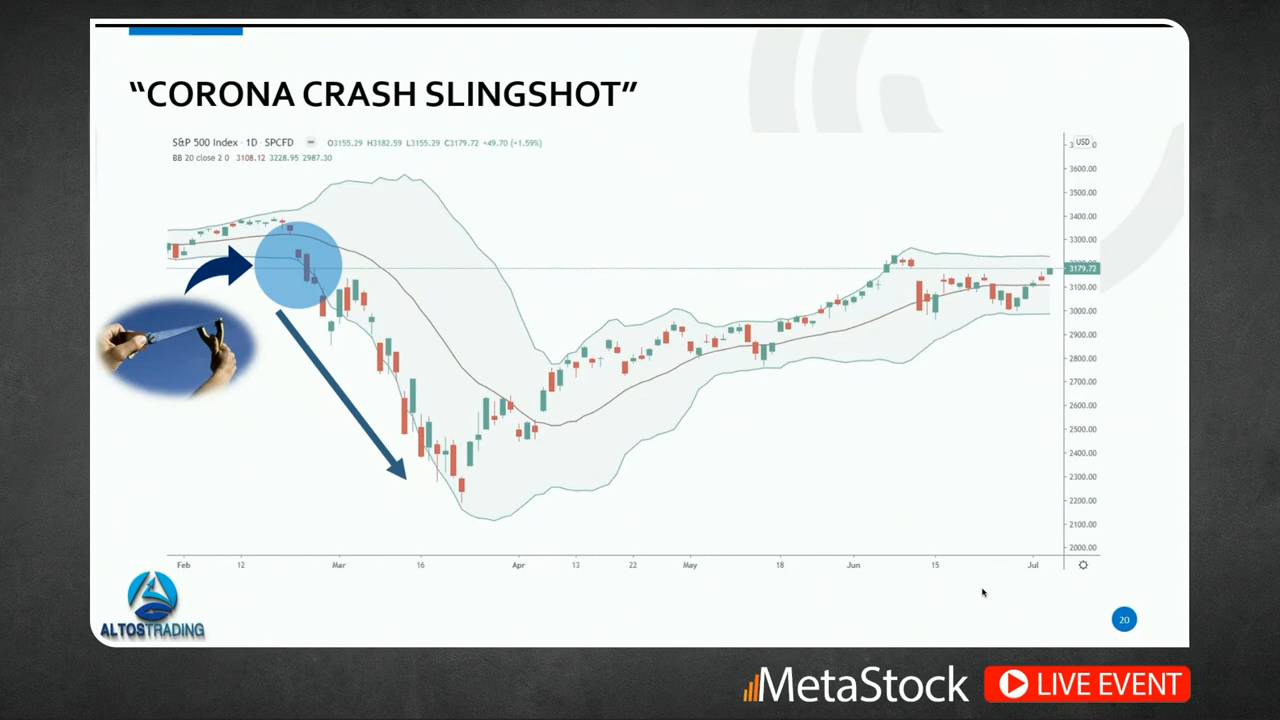 “CORONA CRASH SLINGSHOT”
S&P 500 Index · 1D · SPCFD
O3155.29 H3182.59 L3155.29 C3179.72 +49.70 (+1.59%)
BB 20 close 2 0 3108.12 3228.95 2987.30
USD
3600.00
3500.00
3400.00
3300.00
3179.72
3100.00
3000.00
2900.00
2800.00
2700.00
2600.00
2500.00
2400.00
2300.00
2200.00
2100.00
2000.00
Feb 12 Mar 16 Apr 13 22 May 18 Jun 15 Jul
ALTOSTRADING
20
MetaStock LIVE EVENT